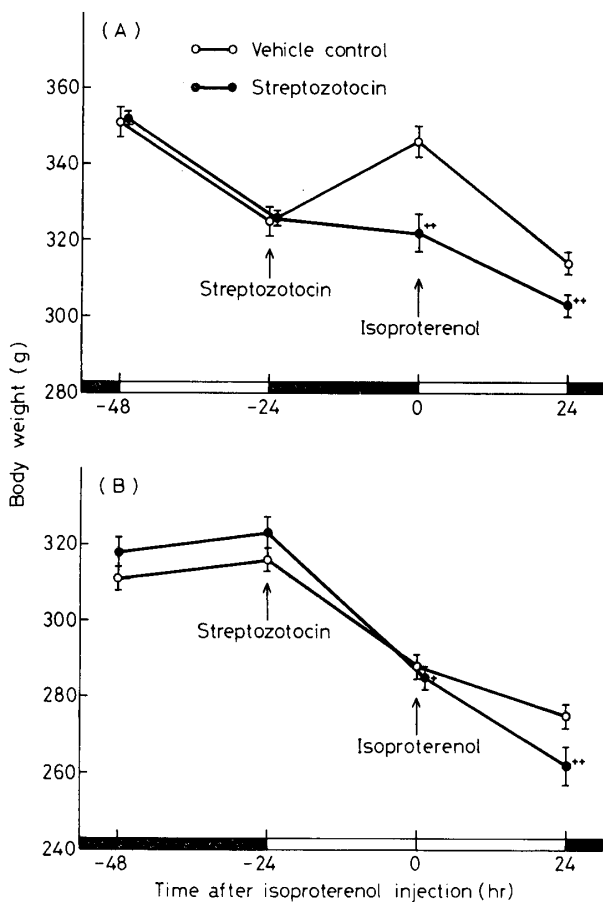 (A)
Vehicle control
Streptozotocin
360
340
320
300
280
Streptozotocin
Isoproterenol
++
++
-48
-24
0
24
Body weight (g)
(B)
320
300
280
260
240
Streptozotocin
Isoproterenol
+
++
-48
-24
0
24
Time after isoproterenol injection (hr)